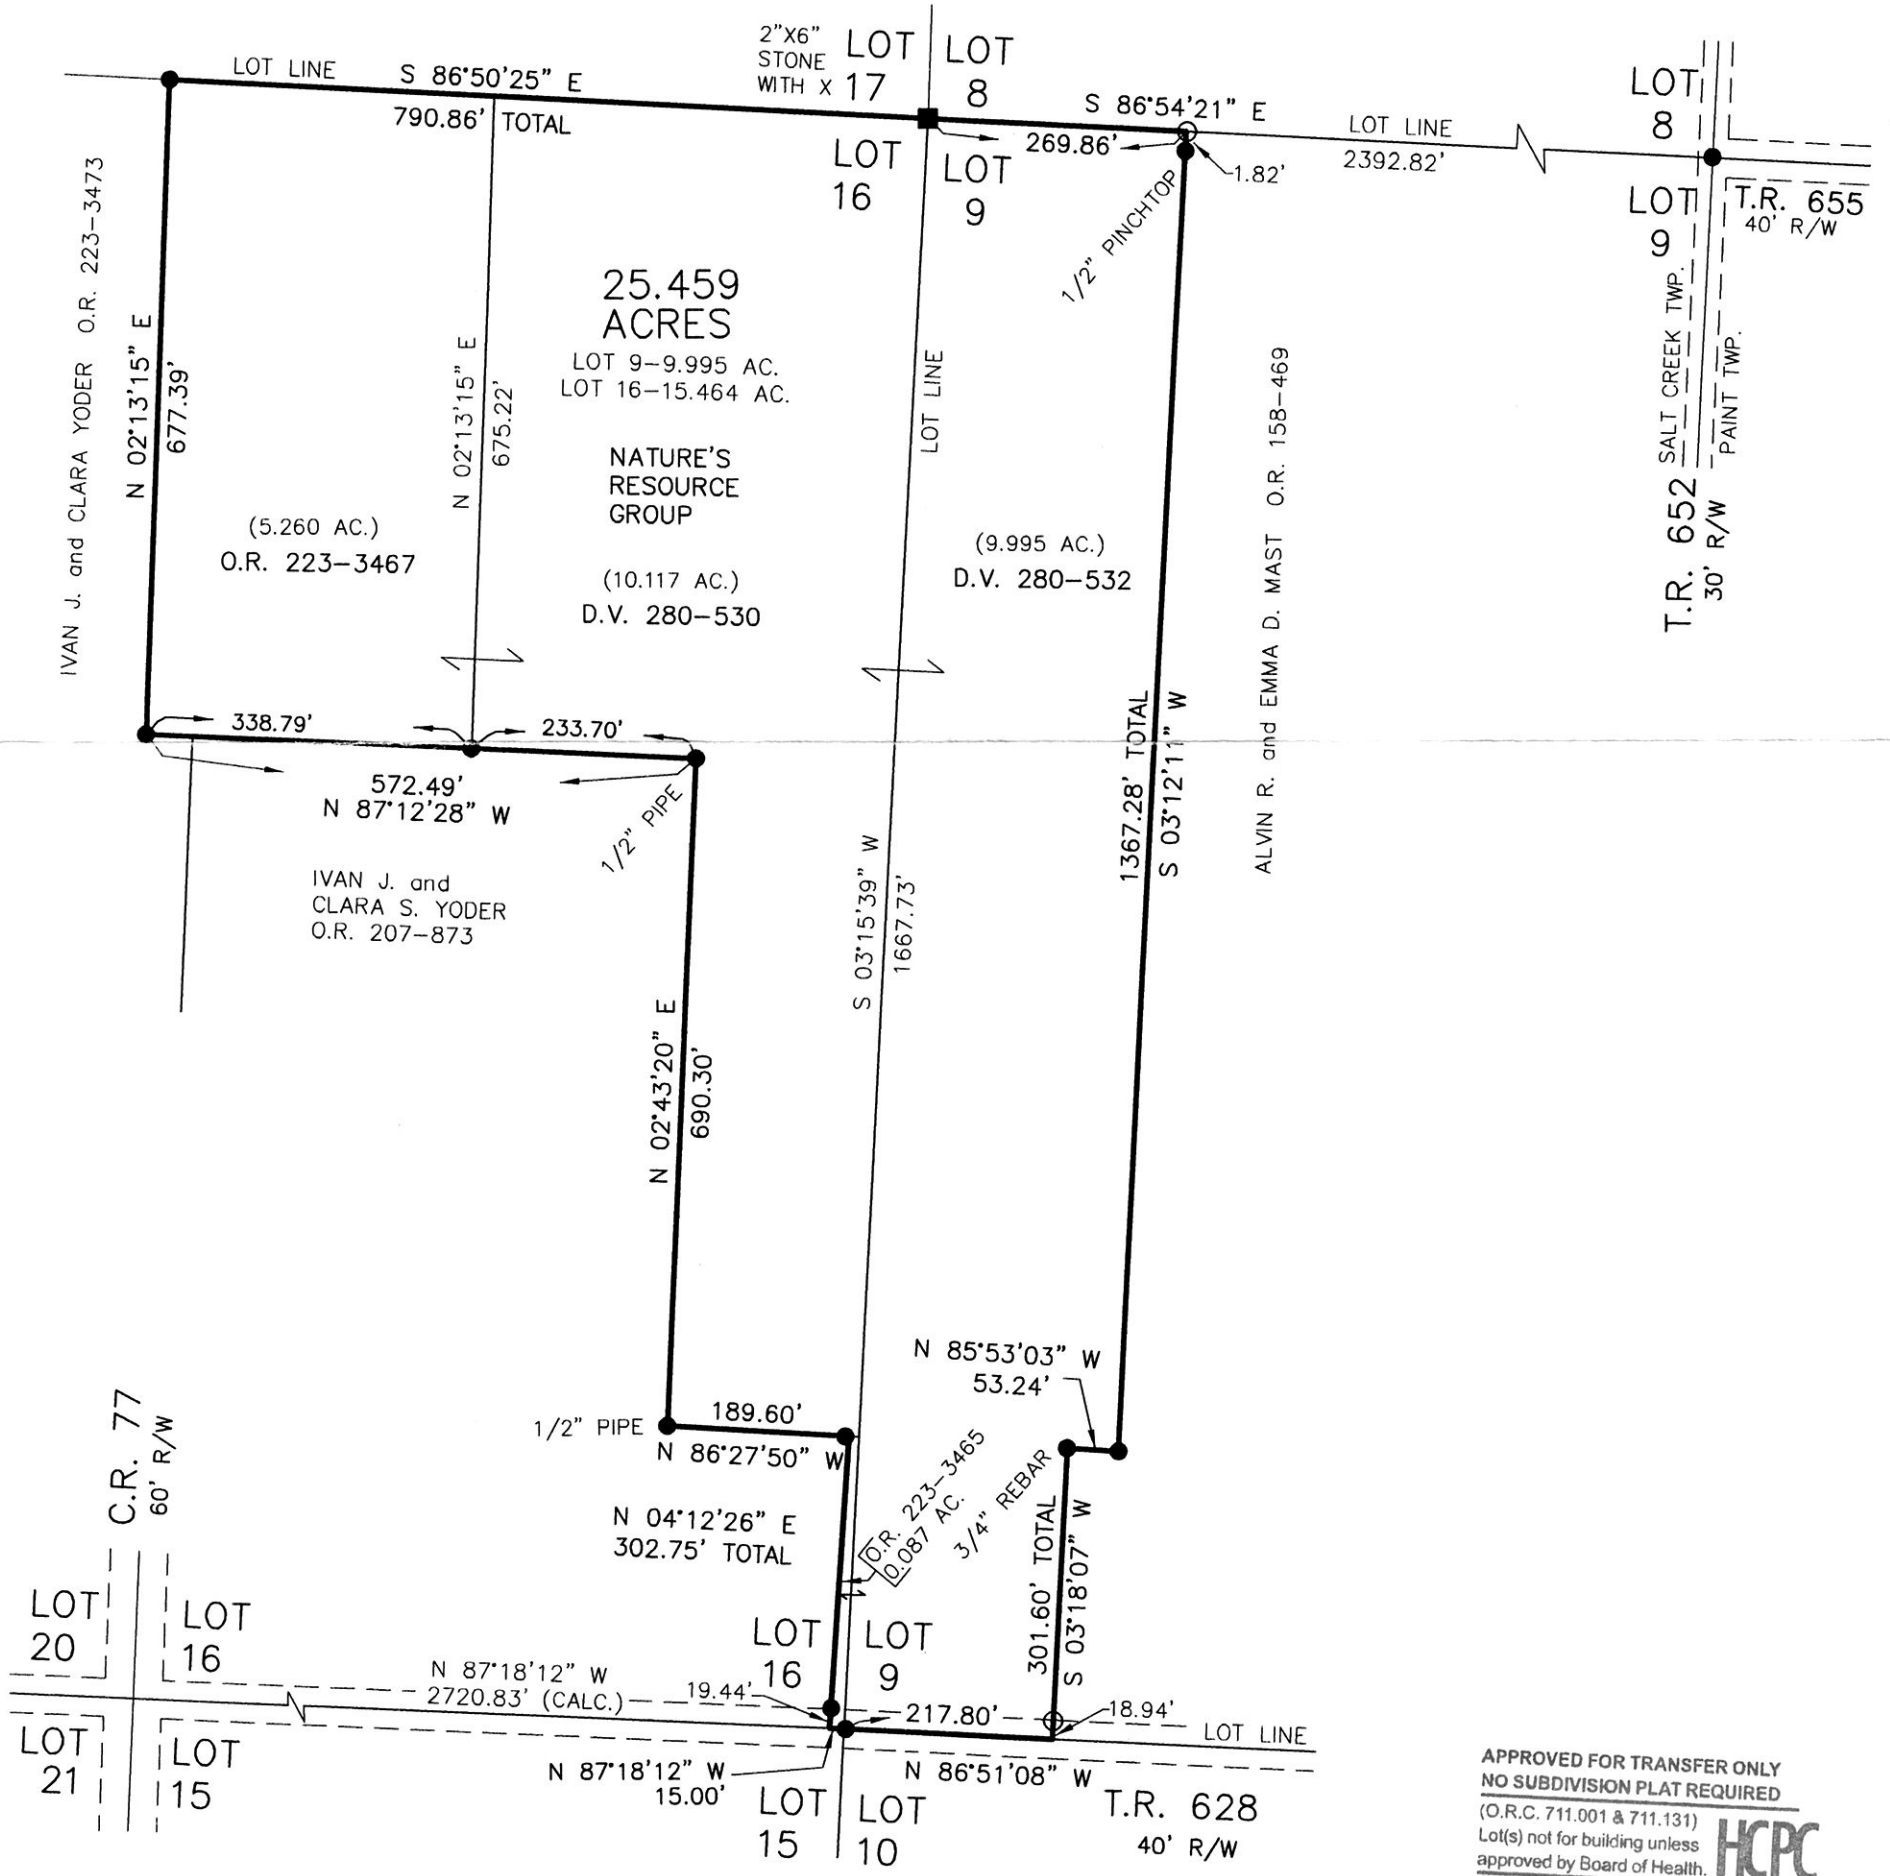 2"X6"
STONE
WITH X
LOT
17
LOT
8
LOT LINE
S 86°50'25" E
790.86' TOTAL
S 86°54'21" E
269.86'
1.82'
LOT LINE
2392.82'
LOT
8
LOT
16
LOT
9
LOT
9
T.R. 655
40' R/W
1/2" PINCHTOP
IVAN J. and CLARA YODER O.R. 223-3473
N 02°13'15" E
677.39'
N 02°13'15" E
675.22'
25.459
ACRES
LOT 9-9.995 AC.
LOT 16-15.464 AC.
NATURE'S
RESOURCE
GROUP
(5.260 AC.)
O.R. 223-3467
(10.117 AC.)
D.V. 280-530
LOT LINE
(9.995 AC.)
D.V. 280-532
ALVIN R. and EMMA D. MAST O.R. 158-469
SALT CREEK TWP.
PAINT TWP.
T.R. 652
30' R/W
1367.28' TOTAL
S 03°12'11" W
338.79'
233.70'
572.49'
N 87°12'28" W
1/2" PIPE
IVAN J. and
CLARA S. YODER
O.R. 207-873
S 03°15'39" W
1667.73'
N 02°43'20" E
690.30'
N 85°53'03" W
53.24'
C.R. 77
60' R/W
1/2" PIPE
189.60'
N 86°27'50" W
N 04°12'26" E
302.75' TOTAL
O.R. 223-3465
0.087 AC.
3/4" REBAR
301.60' TOTAL
S 03°18'07" W
LOT
20
LOT
16
LOT
16
LOT
9
N 87°18'12" W
2720.83' (CALC.)
19.44'
217.80'
18.94'
LOT LINE
LOT
21
LOT
15
N 87°18'12" W
15.00'
N 86°51'08" W
LOT
15
LOT
10
T.R. 628
40' R/W
APPROVED FOR TRANSFER ONLY
NO SUBDIVISION PLAT REQUIRED
(O.R.C. 711.001 & 711.131)
Lot(s) not for building unless
approved by Board of Health.
HCPC